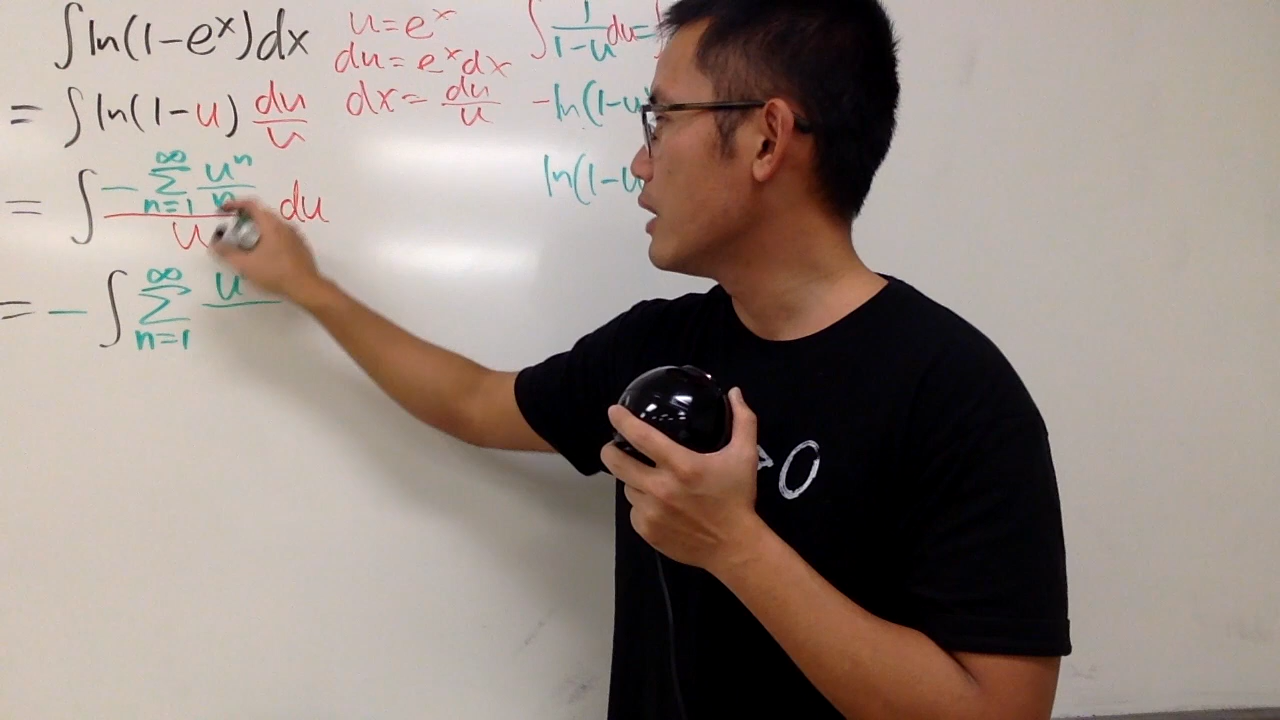 ∫ln(1-eˣ)dx
= ∫ln(1-u) du/u
= ∫ -∑_{n=1}^{∞} uⁿ/n / u du
= - ∫ ∑_{n=1}^{∞} u
u=eˣ
du=eˣdx
dx= du/u
∫ 1/(1-u) du=
-ln(1-u
ln(1-u
>0